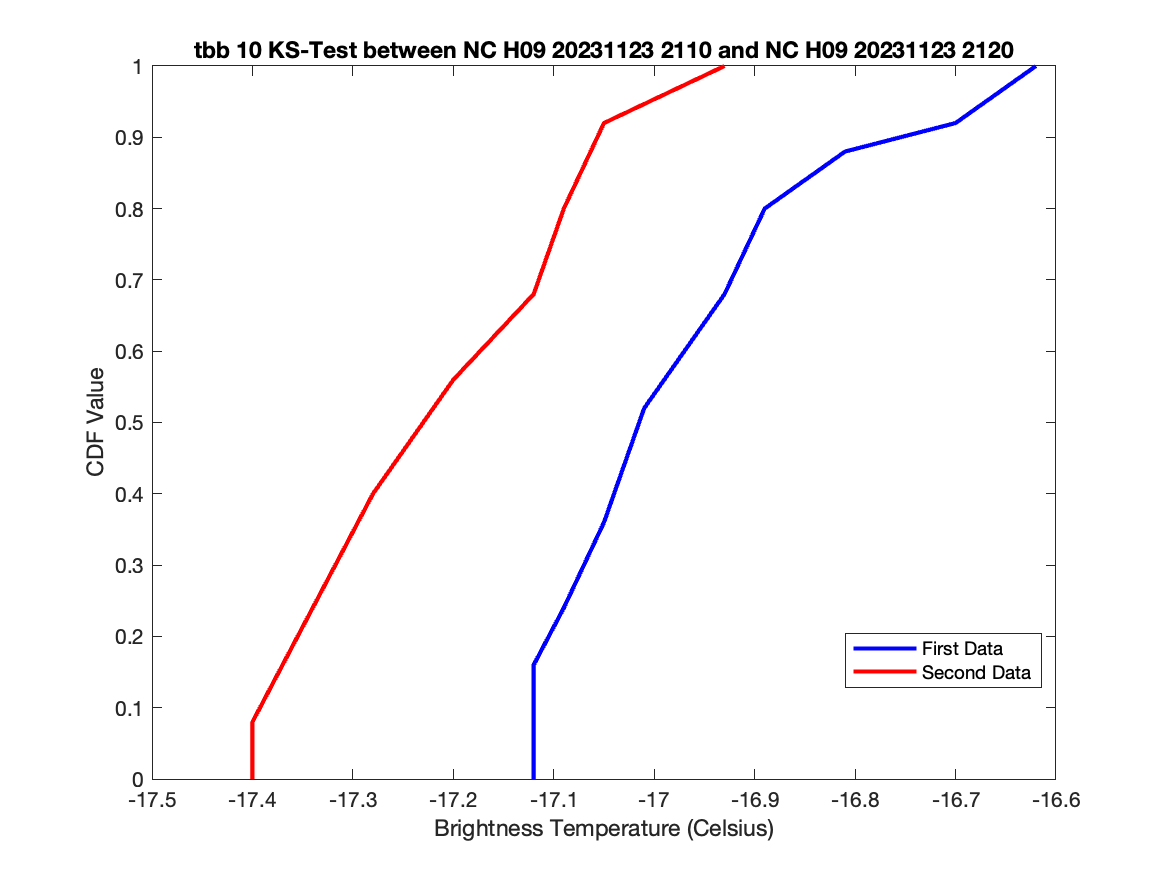 tbb 10 KS-Test between NC H09 20231123 2110 and NC H09 20231123 2120
1
0.9
0.8
0.7
0.6
0.5
0.4
0.3
0.2
0.1
0
CDF Value
First Data
Second Data
-17.5 -17.4 -17.3 -17.2 -17.1 -17 -16.9 -16.8 -16.7 -16.6
Brightness Temperature (Celsius)